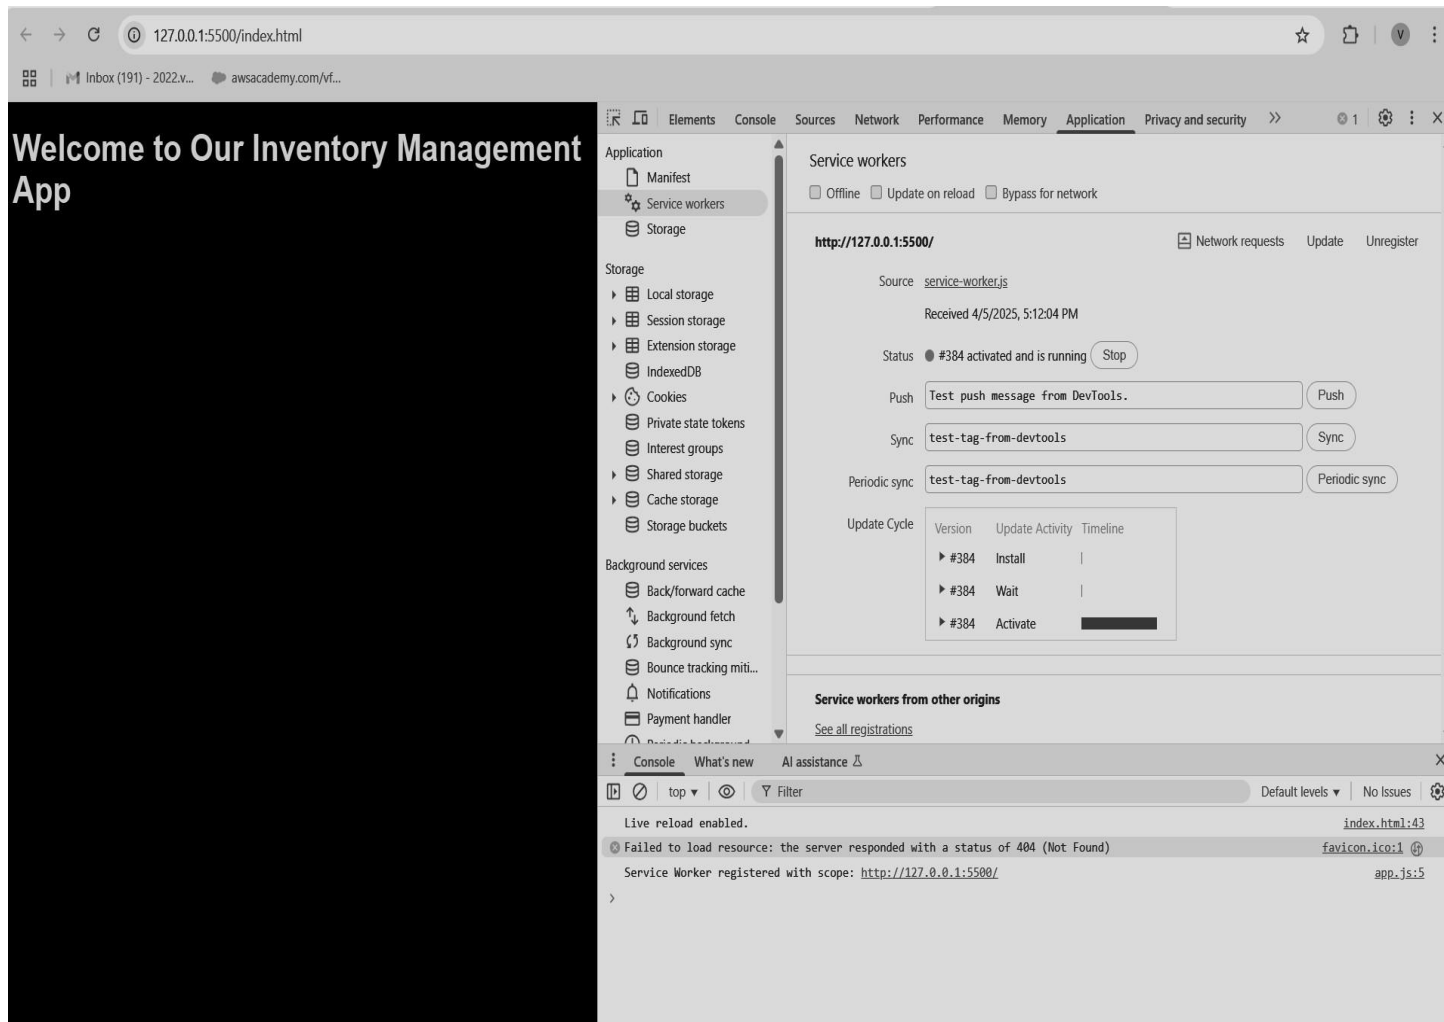 127.0.0.1:5500/index.html
V
Inbox (191) - 2022.v... awsacademy.com/vf...
Welcome to Our Inventory Management
App
Elements Console Sources Network Performance Memory Application Privacy and security 1
Application
Manifest
Service workers
Storage
Storage
Local storage
Session storage
Extension storage
IndexedDB
Cookies
Private state tokens
Interest groups
Shared storage
Cache storage
Storage buckets
Background services
Back/forward cache
Background fetch
Background sync
Bounce tracking miti...
Notifications
Payment handler
Service workers
Offline Update on reload Bypass for network
http://127.0.0.1:5500/ Network requests Update Unregister
Source service-worker.js
Received 4/5/2025, 5:12:04 PM
Status #384 activated and is running Stop
Push Test push message from DevTools. Push
Sync test-tag-from-devtools Sync
Periodic sync test-tag-from-devtools Periodic sync
Update Cycle Version Update Activity Timeline
#384 Install
#384 Wait
#384 Activate
Service workers from other origins
See all registrations
Console What's new AI assistance
top Filter Default levels No Issues
Live reload enabled. index.html:43
Failed to load resource: the server responded with a status of 404 (Not Found) favicon.ico:1
Service Worker registered with scope: http://127.0.0.1:5500/ app.js:5